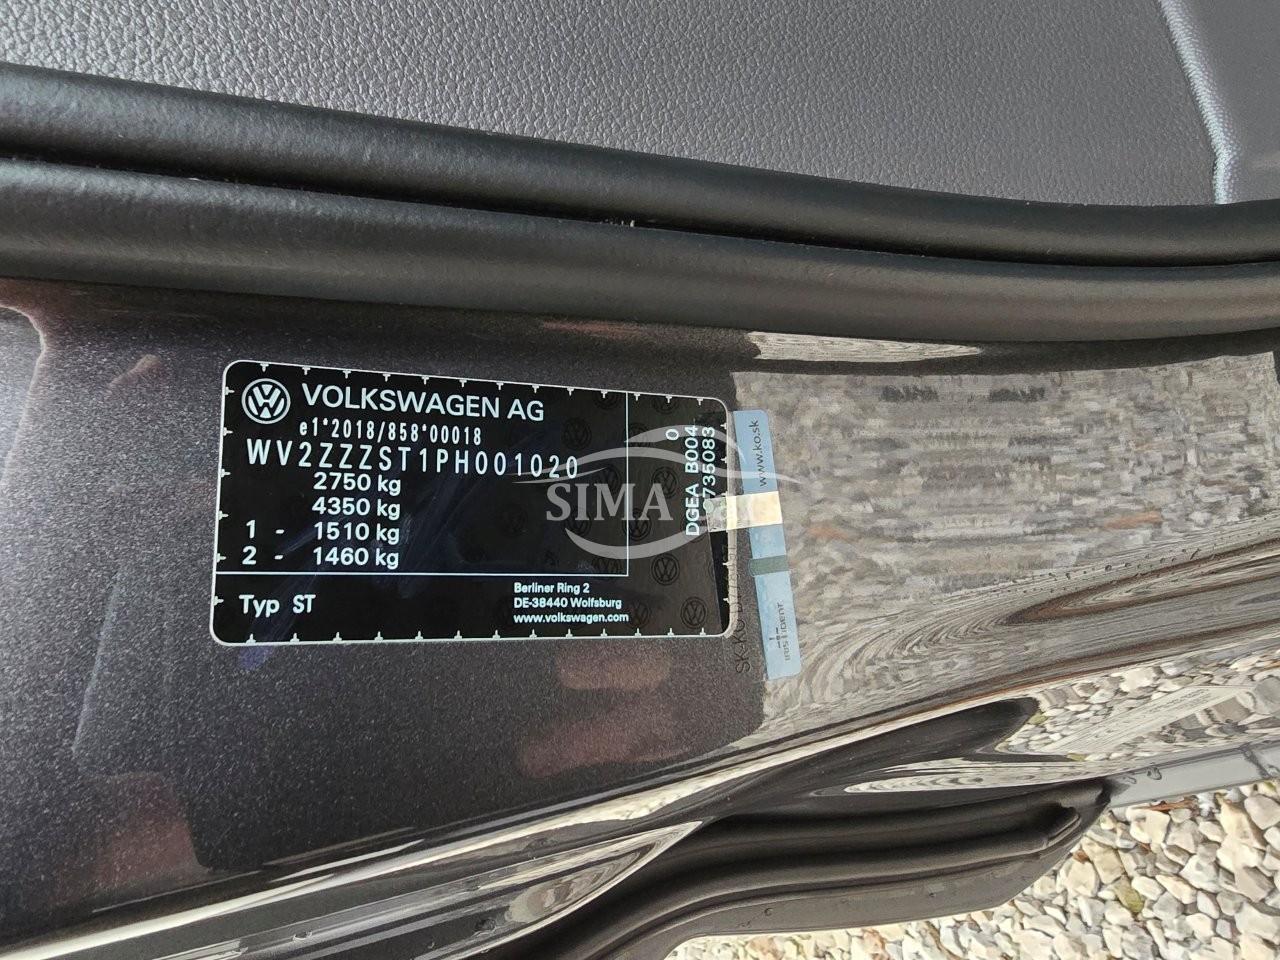 VOLKSWAGEN AG
e1*2018/858*00018
WV2ZZZST1PH001020
2750 kg
4350 kg
1 - 1510 kg
2 - 1460 kg
Typ ST
Berliner Ring 2
DE-38440 Wolfsburg
www.volkswagen.com
O
DGEA B004
735083
www.ko.sk
SIMA